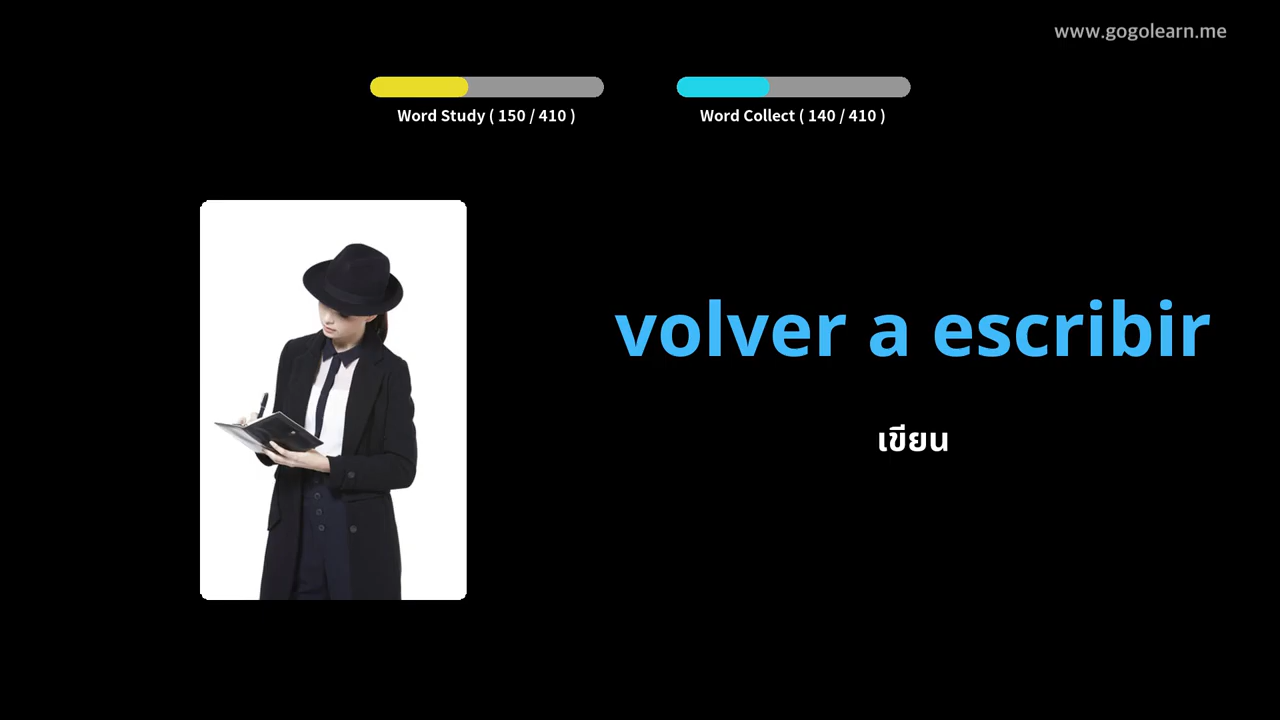 www.gogolearn.me
Word Study ( 150 / 410 )
Word Collect ( 140 / 410 )
volver a escribir
เขียน